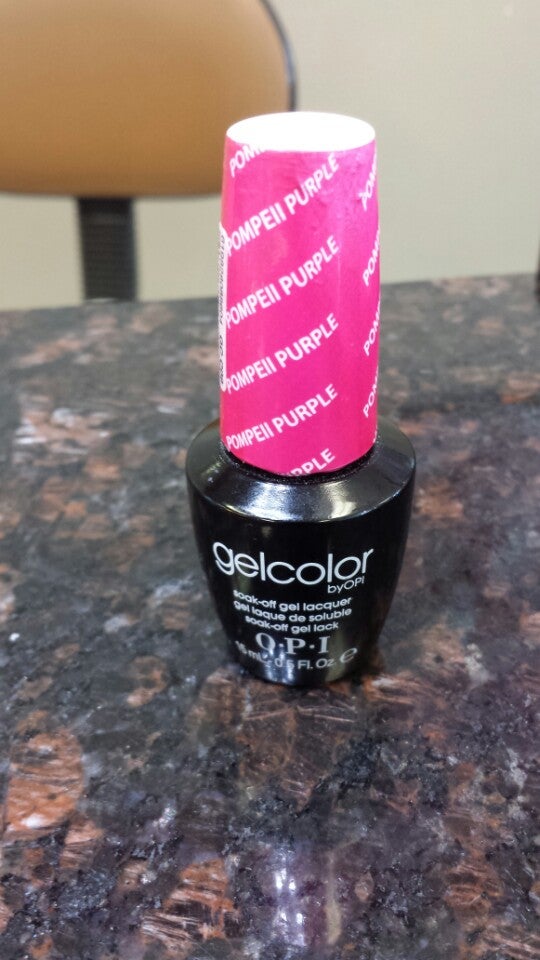 POMPEII PURPLE
POMPEII PURPLE
POMPEII PURPLE
POMPEII PURPLE
gelcolor
by OPI
soak-off gel lacquer
gel laque de soluble
soak-off gel lack
O·P·I
15 mL 0.5 Fl.Oz e